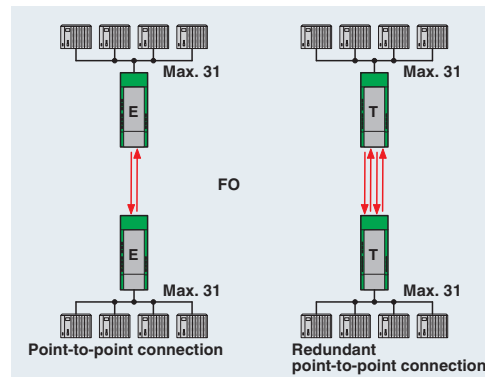 Max. 31
Max. 31
E
T
FO
E
T
Max. 31
Max. 31
Point-to-point connection
Redundant
point-to-point connection